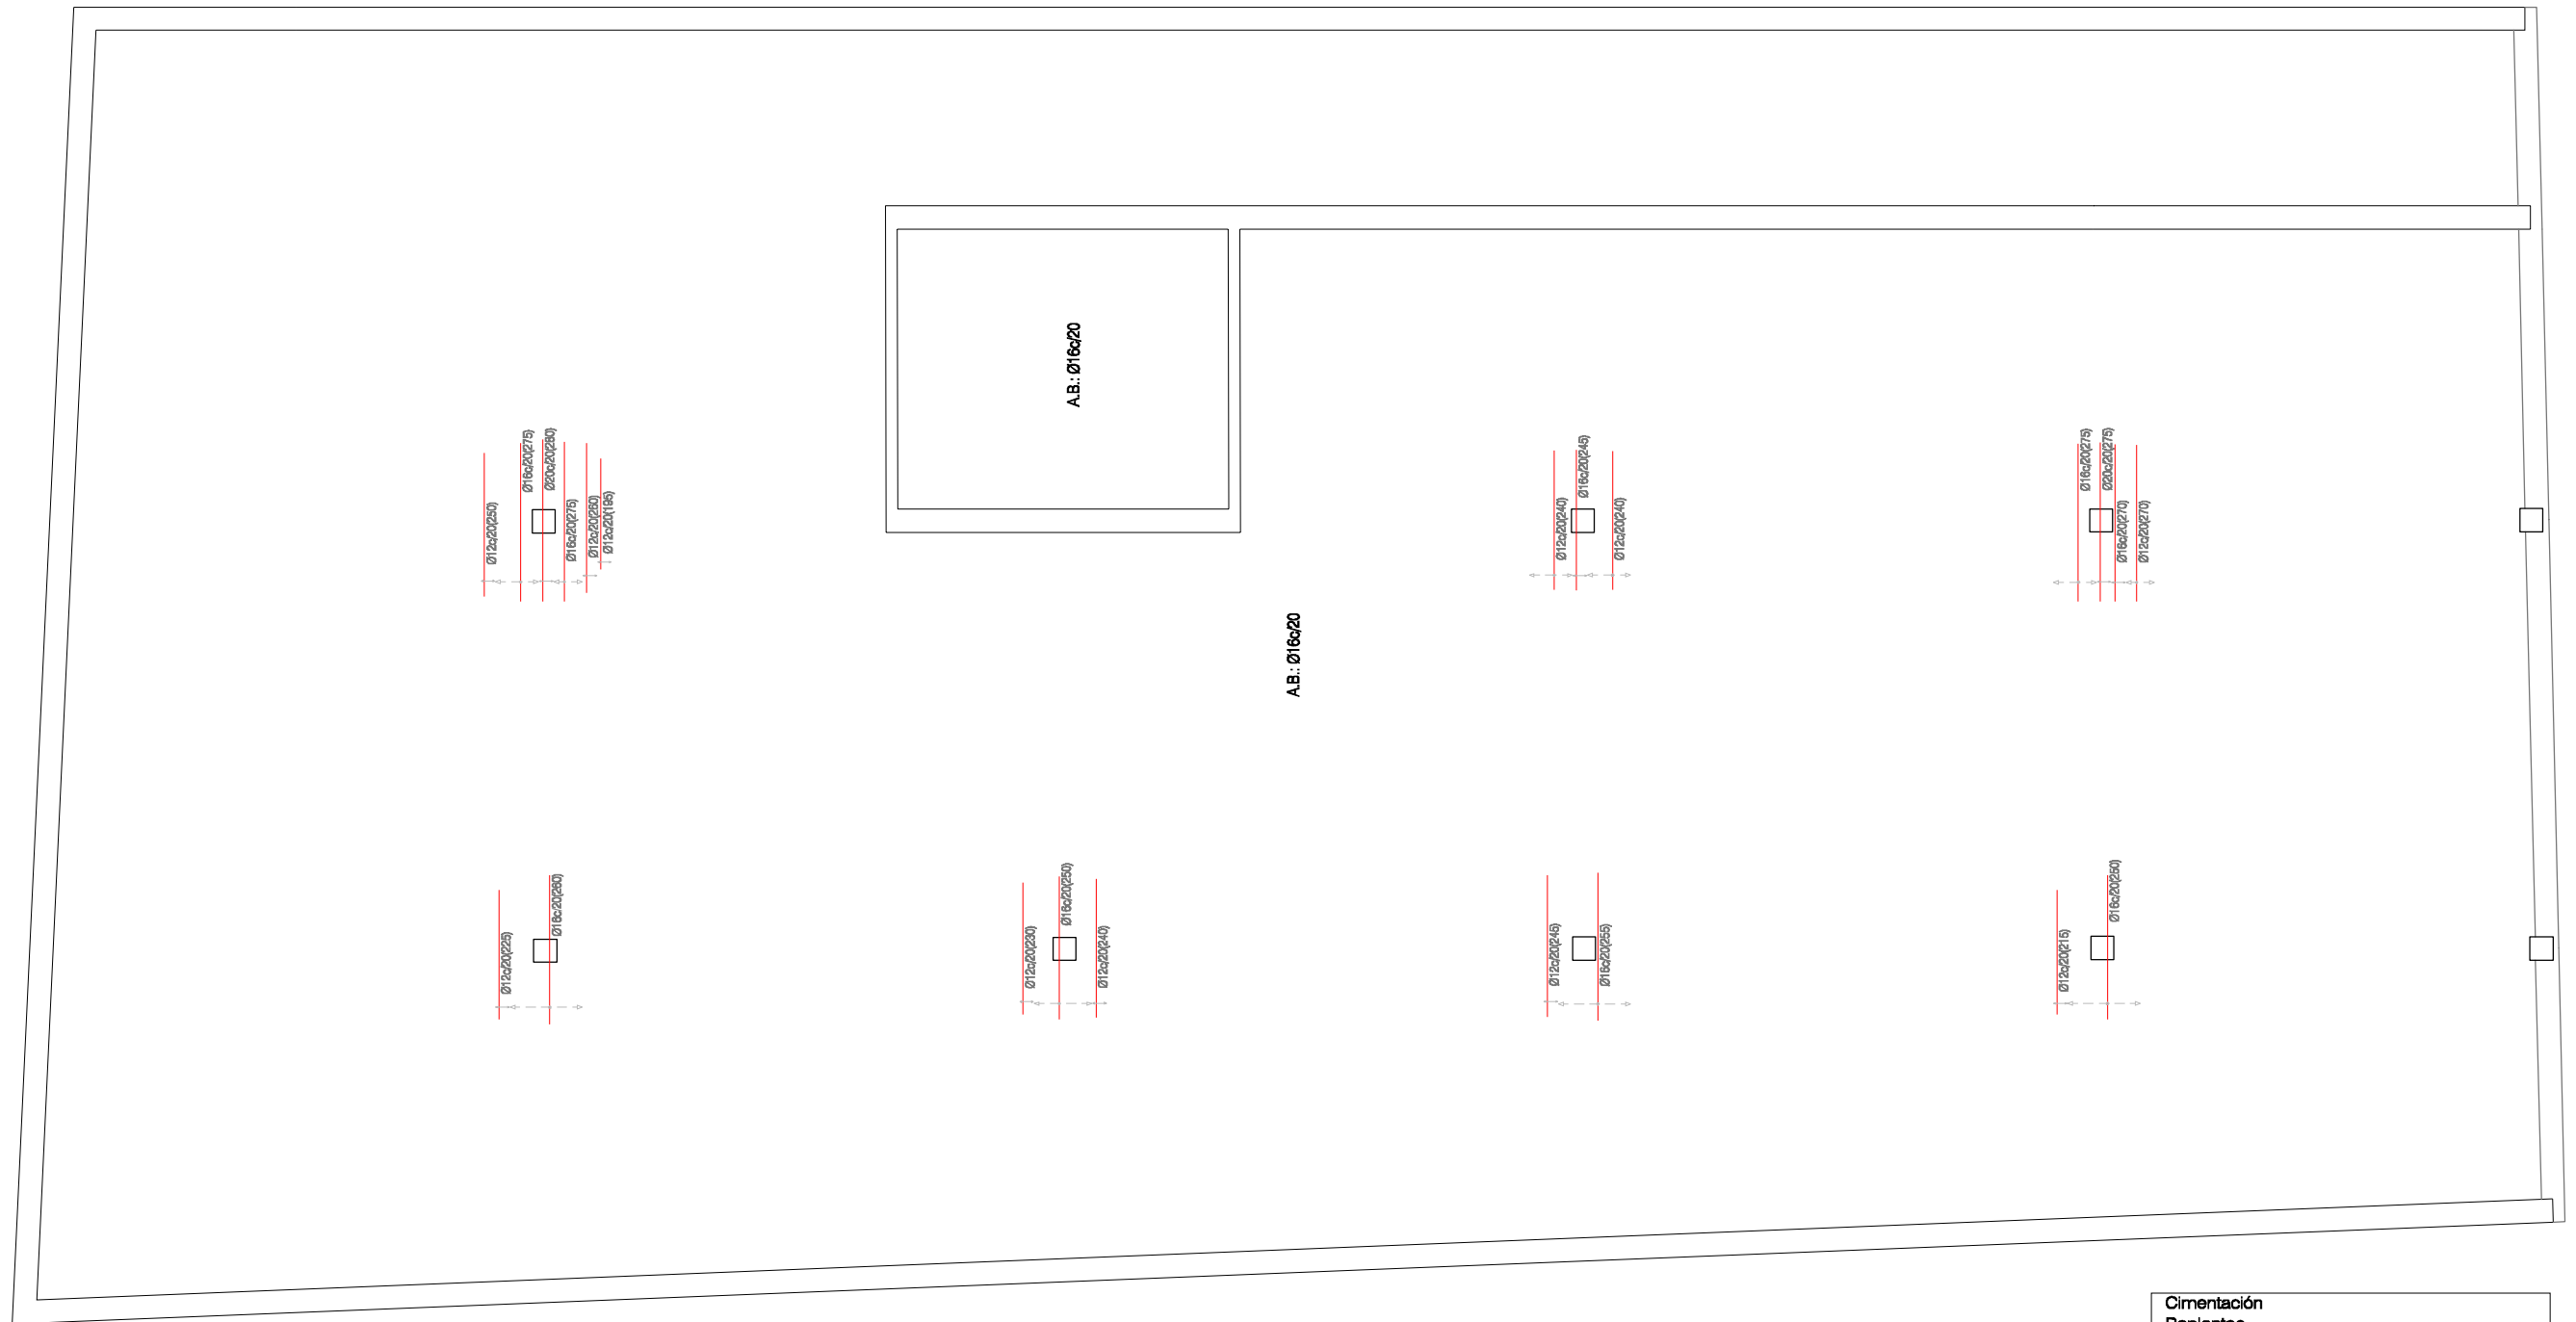 A.B.: Ø16c/20
Ø12c/20(250)
Ø16c/20(275)
Ø20c/20(280)
Ø16c/20(275)
Ø12c/20(260)
Ø12c/20(195)
Ø12c/20(240)
Ø16c/20(245)
Ø12c/20(240)
Ø16c/20(275)
Ø20c/20(275)
Ø16c/20(270)
Ø12c/20(270)
A.B.: Ø16c/20
Ø12c/20(225)
Ø16c/20(260)
Ø12c/20(230)
Ø16c/20(250)
Ø12c/20(240)
Ø12c/20(245)
Ø16c/20(255)
Ø12c/20(215)
Ø16c/20(250)
Cimentación